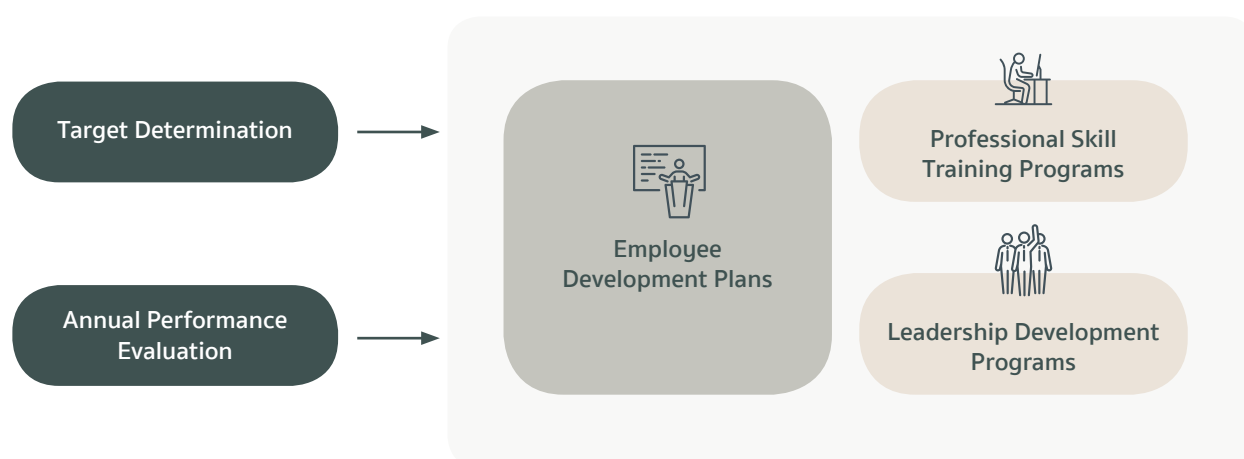 Target Determination
Annual Performance
Evaluation
Employee
Development Plans
Professional Skill
Training Programs
Leadership Development
Programs